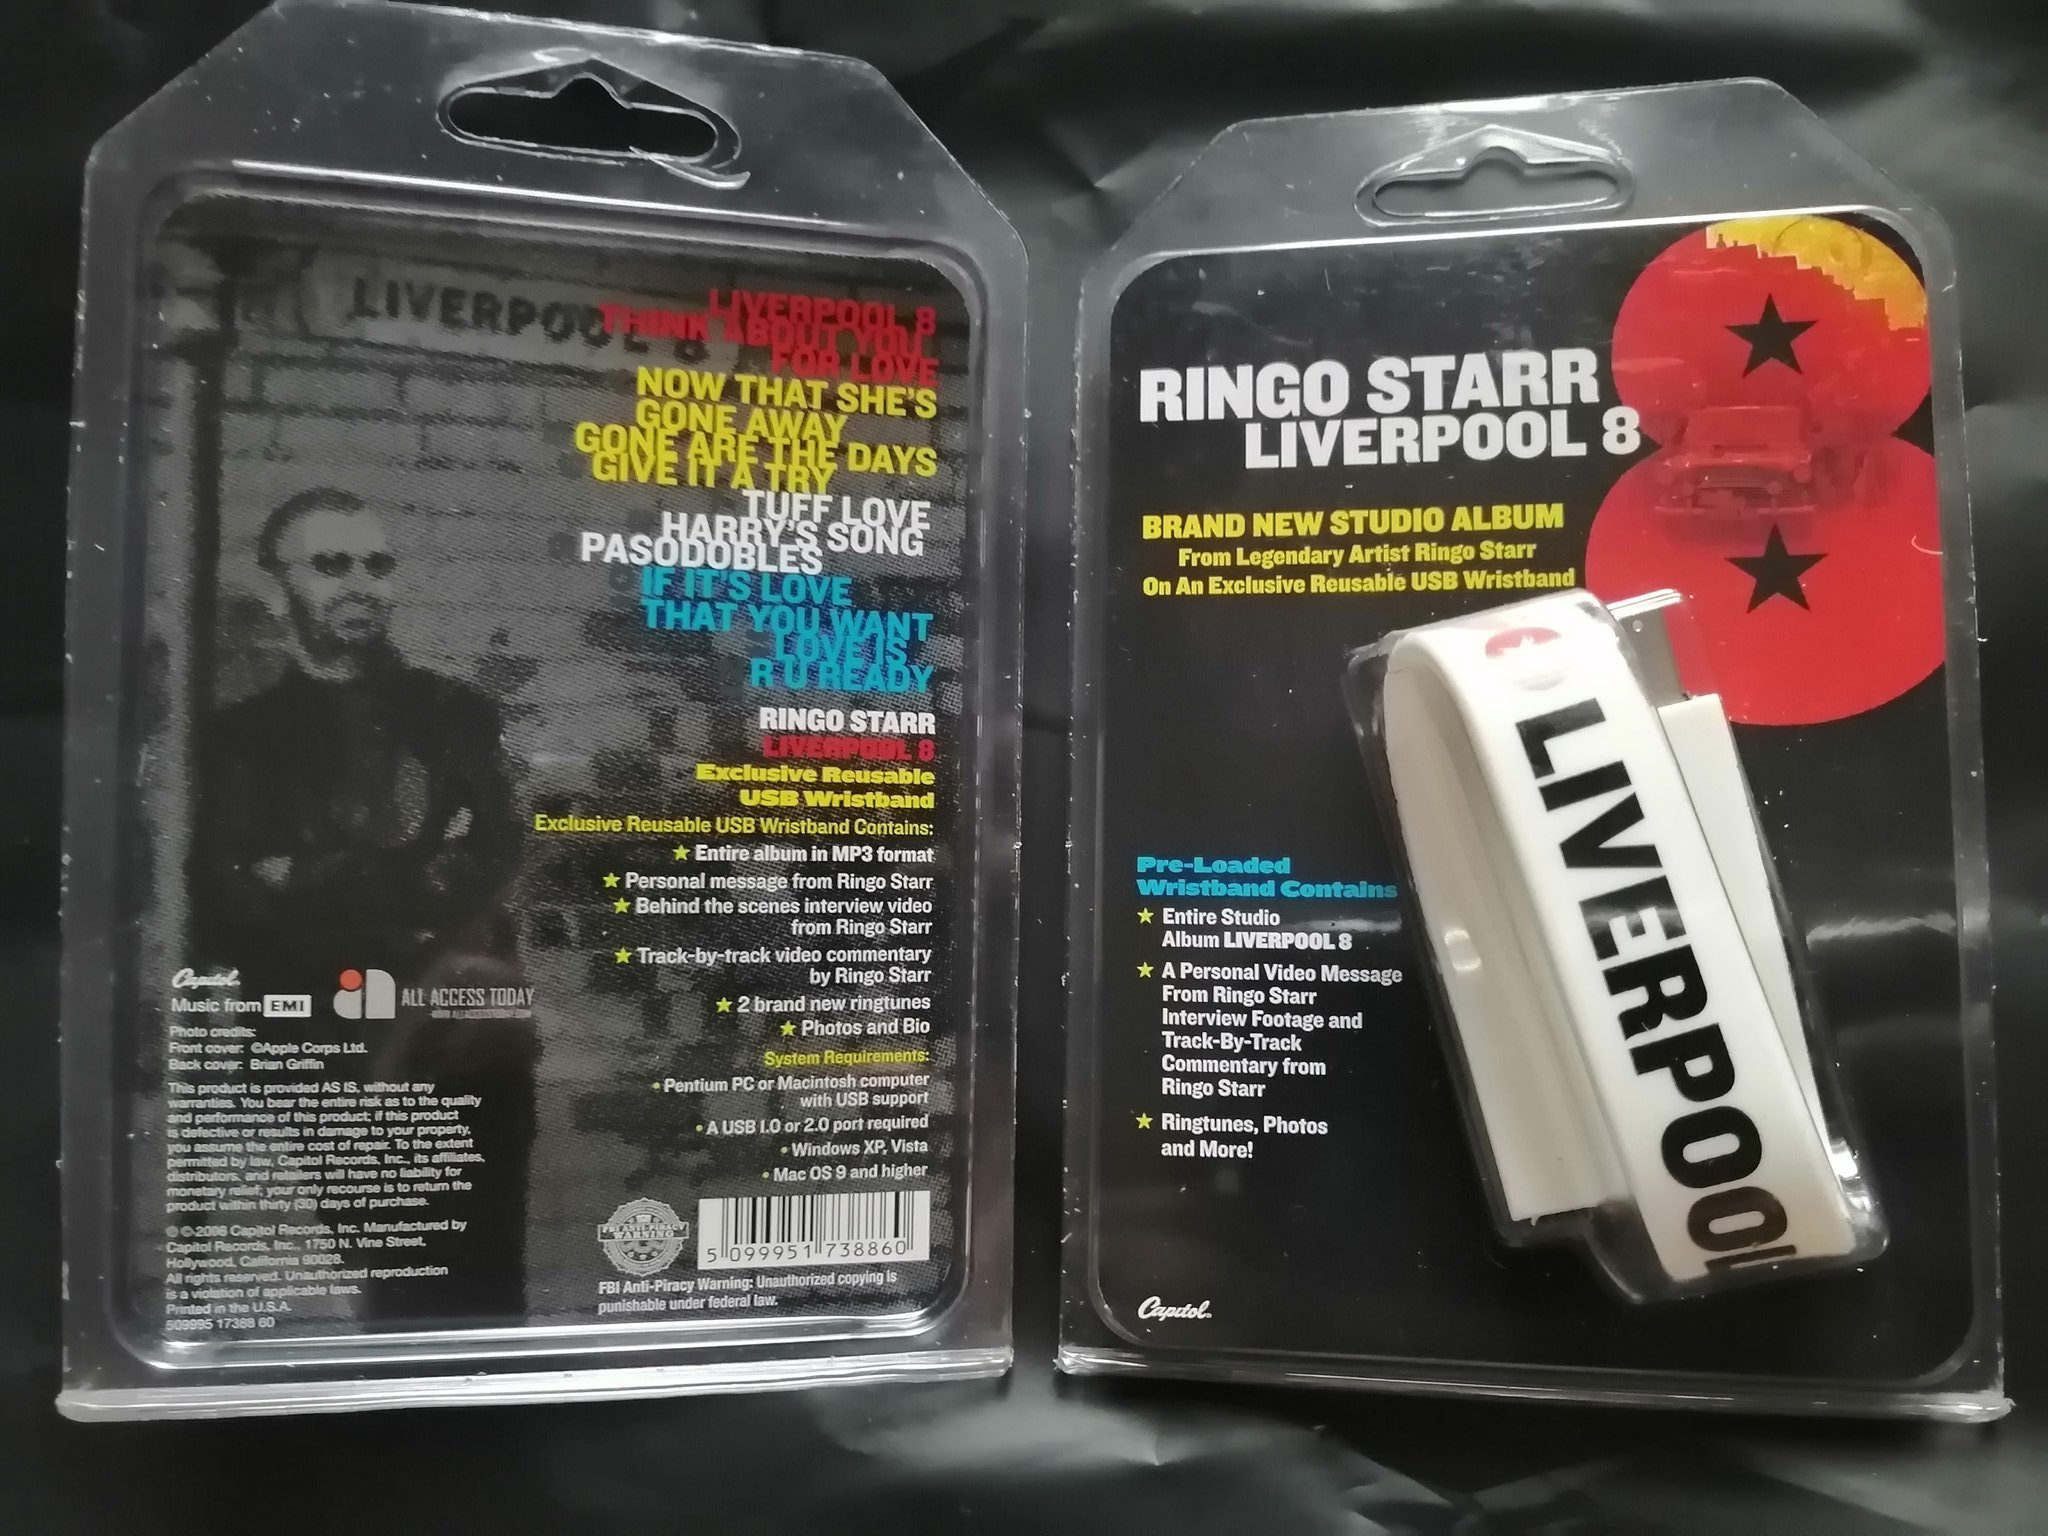 LIVERPOOL 8
LIVERPOOL 8
THINK ABOUT YOU
FOR LOVE
NOW THAT SHE'S
GONE AWAY
GONE ARE THE DAYS
GIVE IT A TRY
TUFF LOVE
HARRY'S SONG
PASODOBLES
IF IT'S LOVE
THAT YOU WANT
LOVE IS
R U READY
RINGO STARR
LIVERPOOL 8
Exclusive Reusable
USB Wristband
Exclusive Reusable USB Wristband Contains:
★ Entire album in MP3 format
★ Personal message from Ringo Starr
★ Behind the scenes interview video
from Ringo Starr
★ Track-by-track video commentary
by Ringo Starr
★ 2 brand new ringtunes
★ Photos and Bio
System Requirements:
• Pentium PC or Macintosh computer
with USB support
• A USB 1.0 or 2.0 port required
• Windows XP, Vista
• Mac OS 9 and higher
Capitol
Music from EMI
ALL ACCESS TODAY
WWW.ALLACCESSTODAY.COM
Photo credits:
Front cover: ©Apple Corps Ltd.
Back cover: Brian Griffin
This product is provided AS IS, without any
warranties. You bear the entire risk as to the quality
and performance of this product; if this product
is defective or results in damage to your property,
you assume the entire cost of repair. To the extent
permitted by law, Capitol Records, Inc., its affiliates,
distributors, and retailers will have no liability for
monetary relief; your only recourse is to return the
product within thirty (30) days of purchase.
Capitol Records, Inc. Manufactured by
Capitol Records, Inc., 1750 N. Vine Street,
Hollywood, California 90028.
All rights reserved. Unauthorized reproduction
is a violation of applicable laws.
Printed in the U.S.A.
509995 17388 60
FBI ANTI-PIRACY
WARNING
5 099951 738860
FBI Anti-Piracy Warning: Unauthorized copying is
punishable under federal law.
RINGO STARR
LIVERPOOL 8
BRAND NEW STUDIO ALBUM
From Legendary Artist Ringo Starr
On An Exclusive Reusable USB Wristband
Pre-Loaded
Wristband Contains
★ Entire Studio
Album LIVERPOOL 8
★ A Personal Video Message
From Ringo Starr
Interview Footage and
Track-By-Track
Commentary from
Ringo Starr
★ Ringtunes, Photos
and More!
Capitol
LIVERPOOL